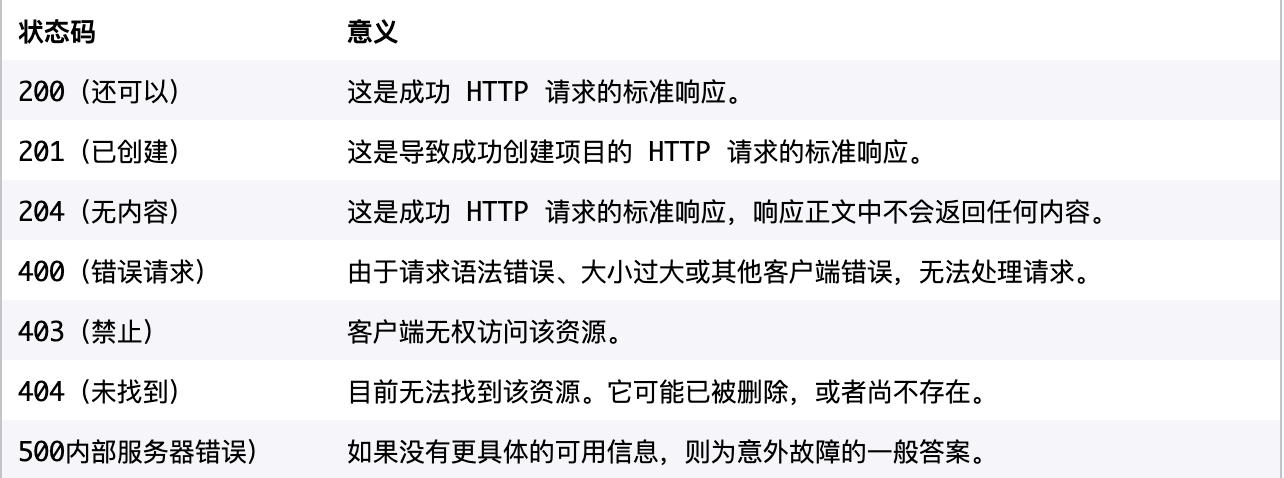 状态码 意义
200（还可以） 这是成功 HTTP 请求的标准响应。
201（已创建） 这是导致成功创建项目的 HTTP 请求的标准响应。
204（无内容） 这是成功 HTTP 请求的标准响应，响应正文中不会返回任何内容。
400（错误请求） 由于请求语法错误、大小过大或其他客户端错误，无法处理请求。
403（禁止） 客户端无权访问该资源。
404（未找到） 目前无法找到该资源。它可能已被删除，或者尚不存在。
500内部服务器错误） 如果没有更具体的可用信息，则为意外故障的一般答案。